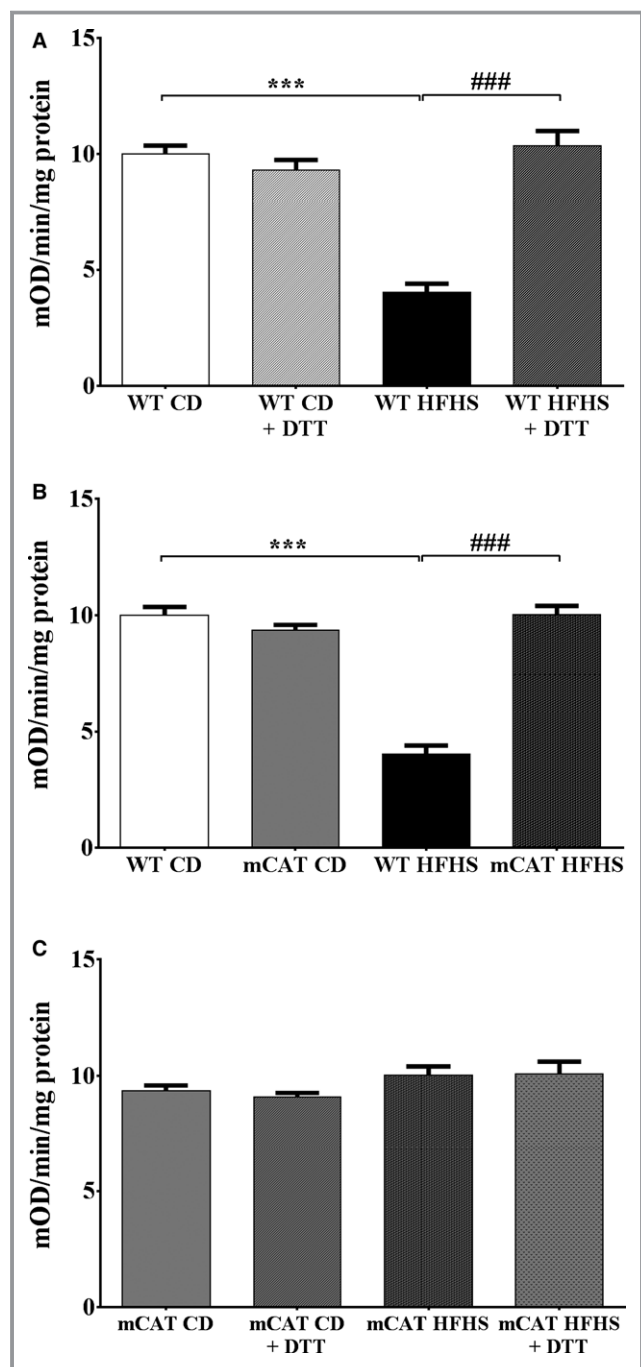 A
mOD/min/mg protein
15
10
5
0
*** ###
WT CD WT CD WT HFHS WT HFHS
+ DTT + DTT
B
mOD/min/mg protein
15
10
5
0
*** ###
WT CD mCAT CD WT HFHS mCAT HFHS
C
mOD/min/mg protein
15
10
5
0
mCAT CD mCAT CD mCAT HFHS mCAT HFHS
+ DTT + DTT